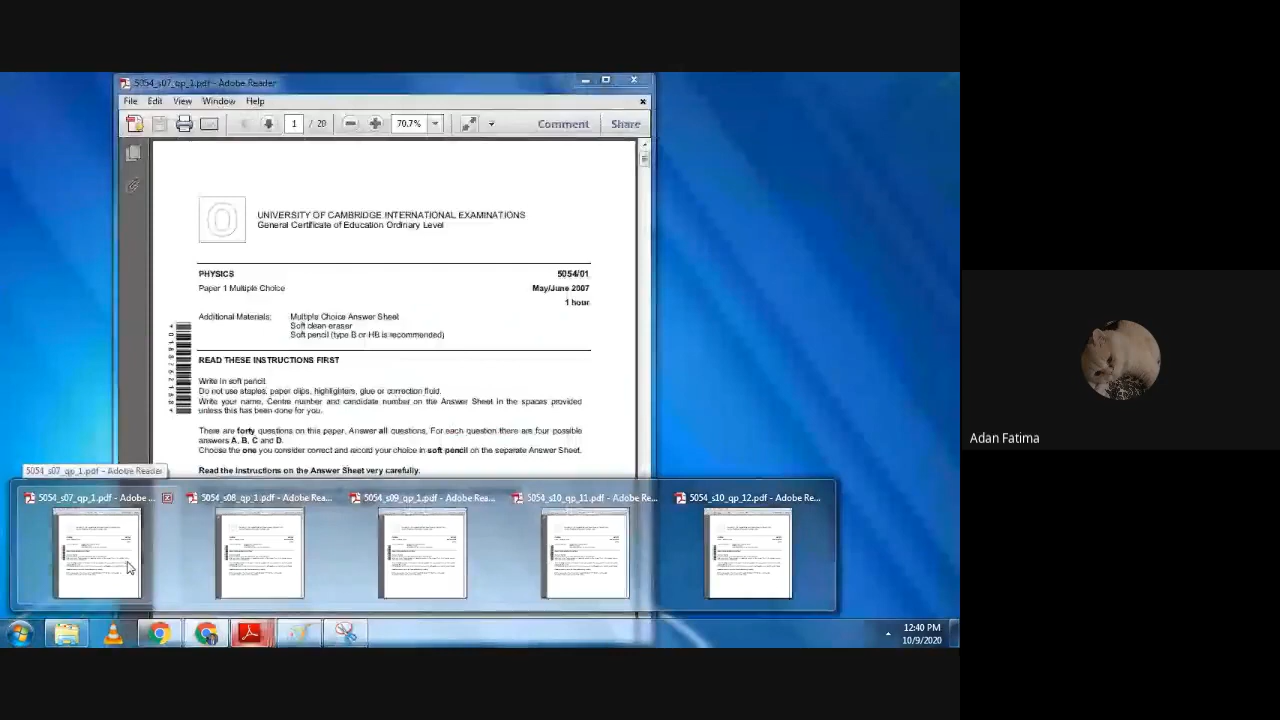 5054_s07_qp_1.pdf - Adobe Reader
File Edit View Window Help
1 / 20 70.7% Comment Share
UNIVERSITY OF CAMBRIDGE INTERNATIONAL EXAMINATIONS
General Certificate of Education Ordinary Level
PHYSICS 5054/01
Paper 1 Multiple Choice May/June 2007
1 hour
Additional Materials: Multiple Choice Answer Sheet
Soft clean eraser
Soft pencil (type B or HB is recommended)
READ THESE INSTRUCTIONS FIRST
Write in soft pencil.
Do not use staples, paper clips, highlighters, glue or correction fluid.
Write your name, Centre number and candidate number on the Answer Sheet in the spaces provided
unless this has been done for you.
There are forty questions on this paper. Answer all questions. For each question there are four possible
answers A, B, C and D.
Choose the one you consider correct and record your choice in soft pencil on the separate Answer Sheet.
Read the instructions on the Answer Sheet very carefully.
5054_s07_qp_1.pdf - Adobe Reader
5054_s07_qp_1.pdf - Adobe ... 5054_s08_qp_1.pdf - Adobe Rea... 5054_s09_qp_1.pdf - Adobe Rea... 5054_s10_qp_11.pdf - Adobe Re... 5054_s10_qp_12.pdf - Adobe Re...
12:40 PM
10/9/2020
Adan Fatima